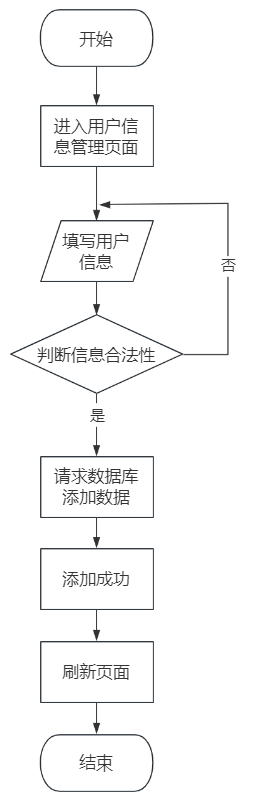 开始
进入用户信
息管理页面
填写用户
信息
否
判断信息合法性
是
请求数据库
添加数据
添加成功
刷新页面
结束